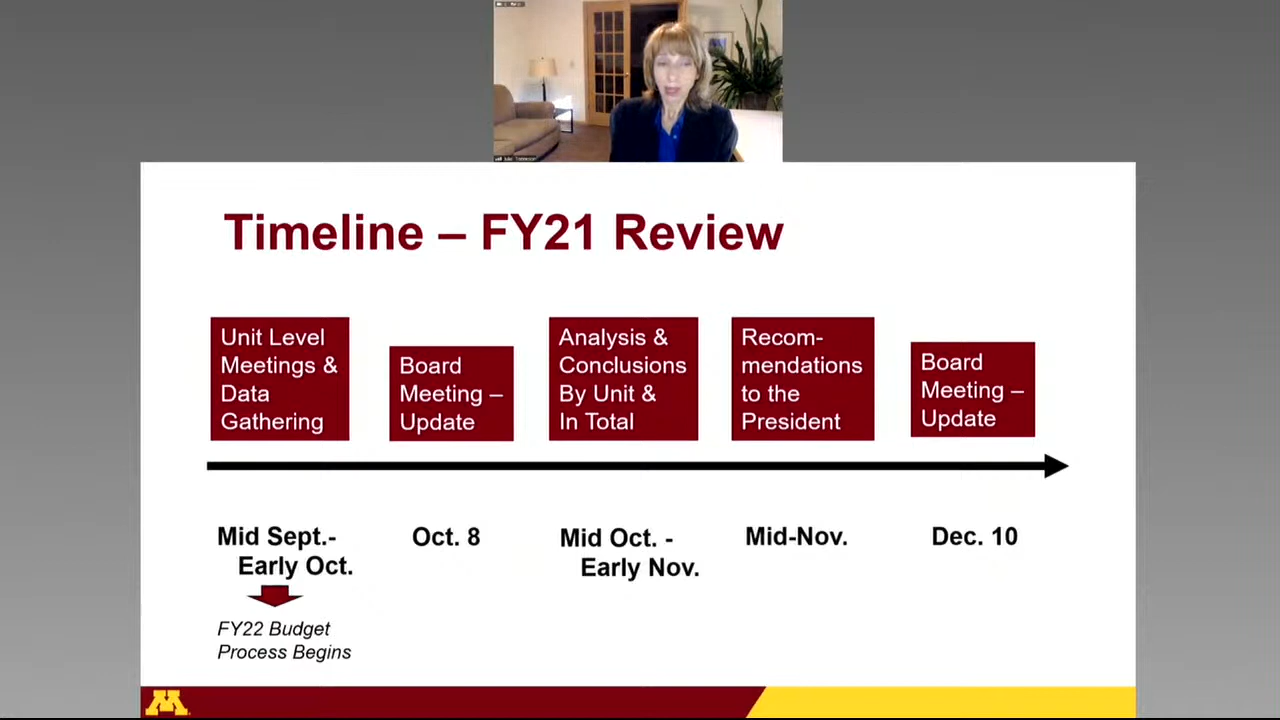 Timeline – FY21 Review
Unit Level
Meetings &
Data
Gathering
Board
Meeting –
Update
Analysis &
Conclusions
By Unit &
In Total
Recom-
mendations
to the
President
Board
Meeting –
Update
Mid Sept.-
Early Oct.
Oct. 8
Mid Oct. -
Early Nov.
Mid-Nov.
Dec. 10
FY22 Budget
Process Begins
M